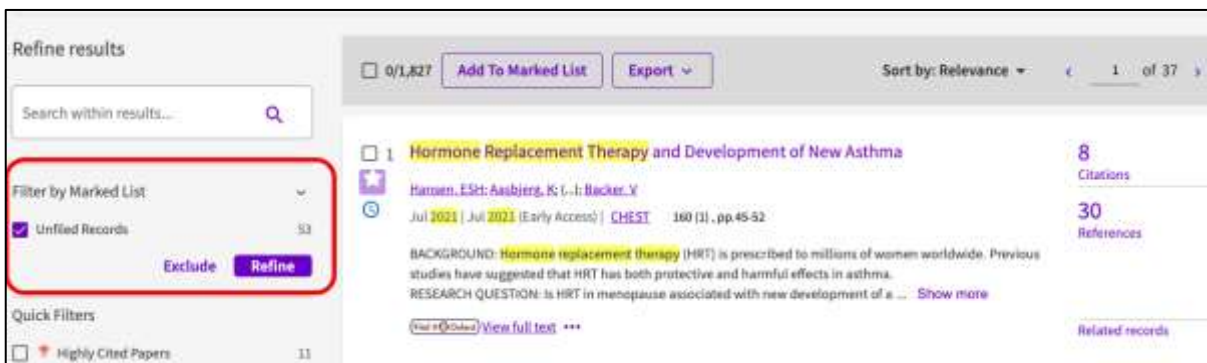 Refine results
Search within results...
Filter by Marked List
Unfiled Records 53
Exclude Refine
Quick Filters
Highly Cited Papers 11
0/1,827 Add To Marked List Export Sort by: Relevance 1 of 37
1 Hormone Replacement Therapy and Development of New Asthma
Hansen, ESH; Aasbjerg, K; (...); Backer, V
Jul 2021 | Jul 2021 (Early Access) | CHEST 160 (1), pp.45-52
BACKGROUND: Hormone replacement therapy (HRT) is prescribed to millions of women worldwide. Previous
studies have suggested that HRT has both protective and harmful effects in asthma.
RESEARCH QUESTION: Is HRT in menopause associated with new development of a ... Show more
View full text •••
8
Citations
30
References
Related records